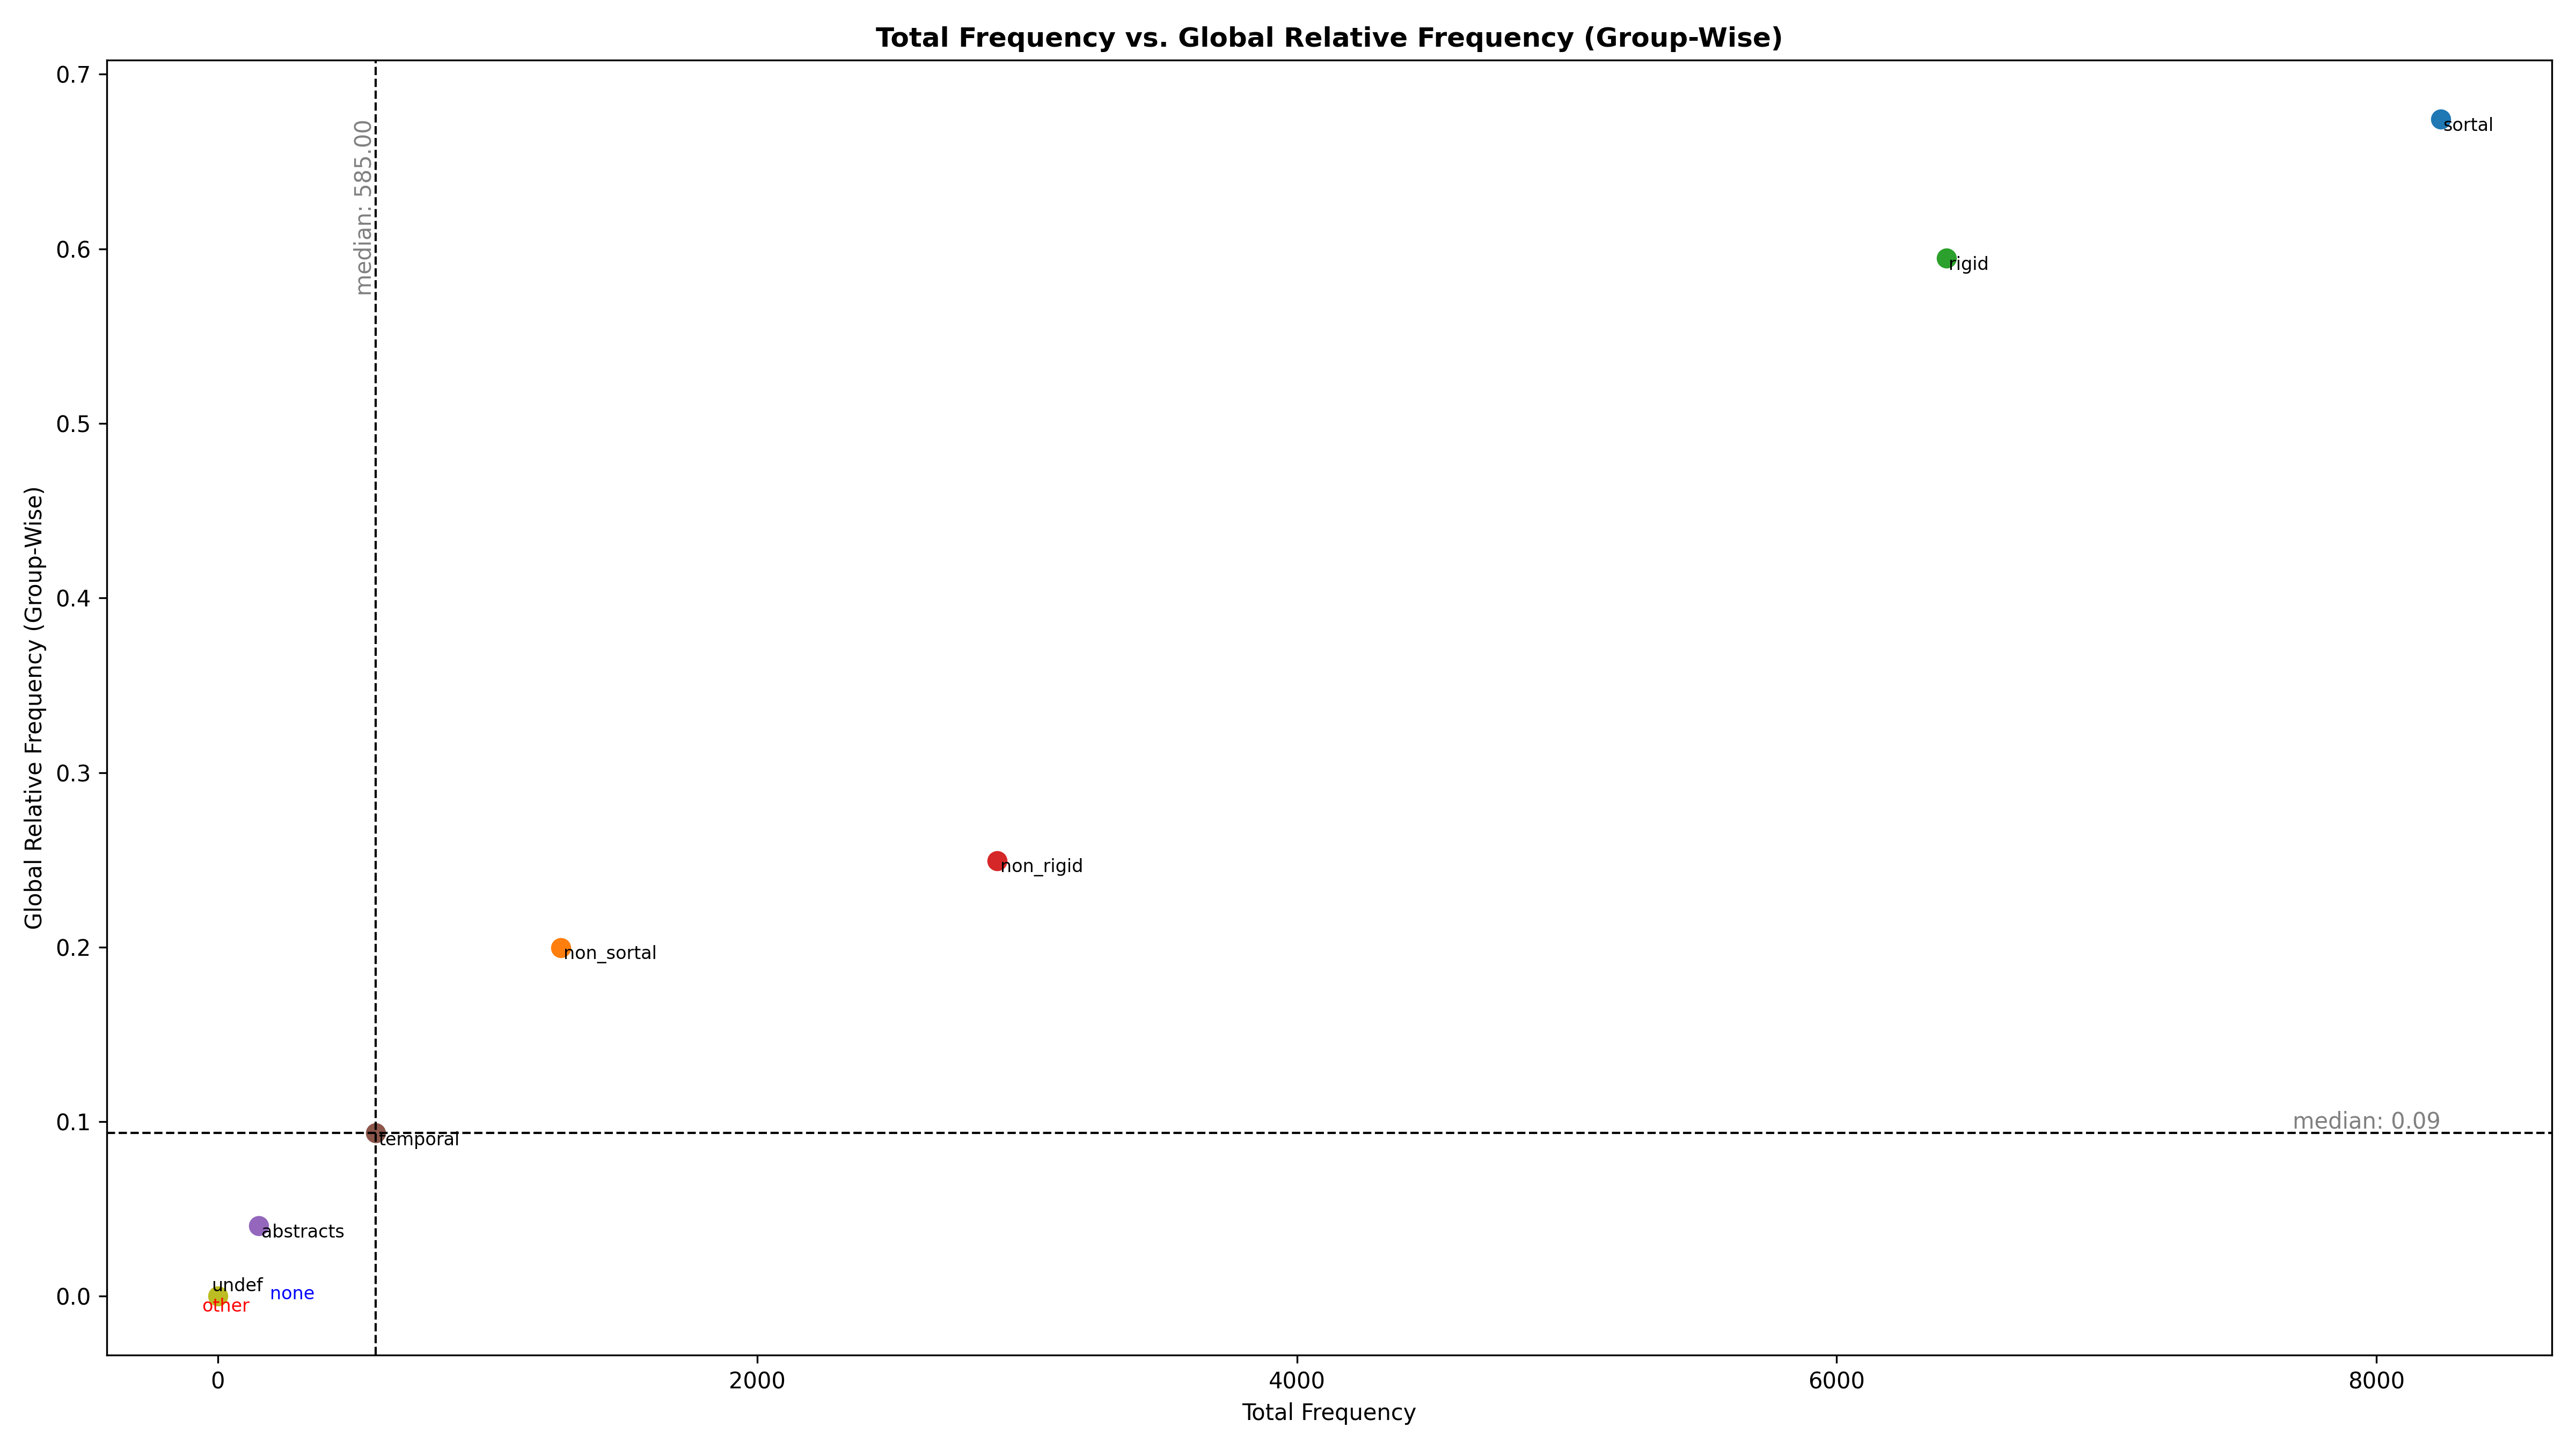 Total Frequency vs. Global Relative Frequency (Group-Wise)
Global Relative Frequency (Group-Wise)
0.7
0.6
0.5
0.4
0.3
0.2
0.1
0.0
median: 585.00
sortal
rigid
non_rigid
non_sortal
median: 0.09
temporal
abstracts
undef
none
other
0
2000
4000
6000
8000
Total Frequency